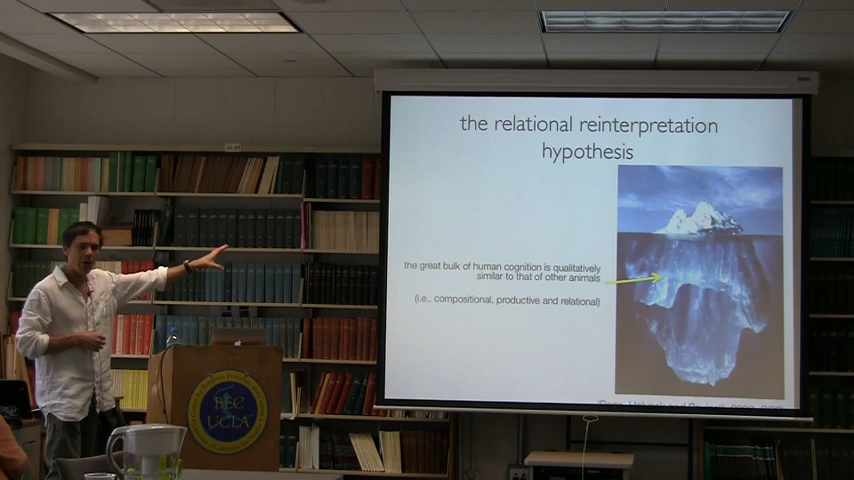 the relational reinterpretation
hypothesis
the great bulk of human cognition is qualitatively
similar to that of other animals
(i.e., compositional, productive and relational)
BEC
UCLA